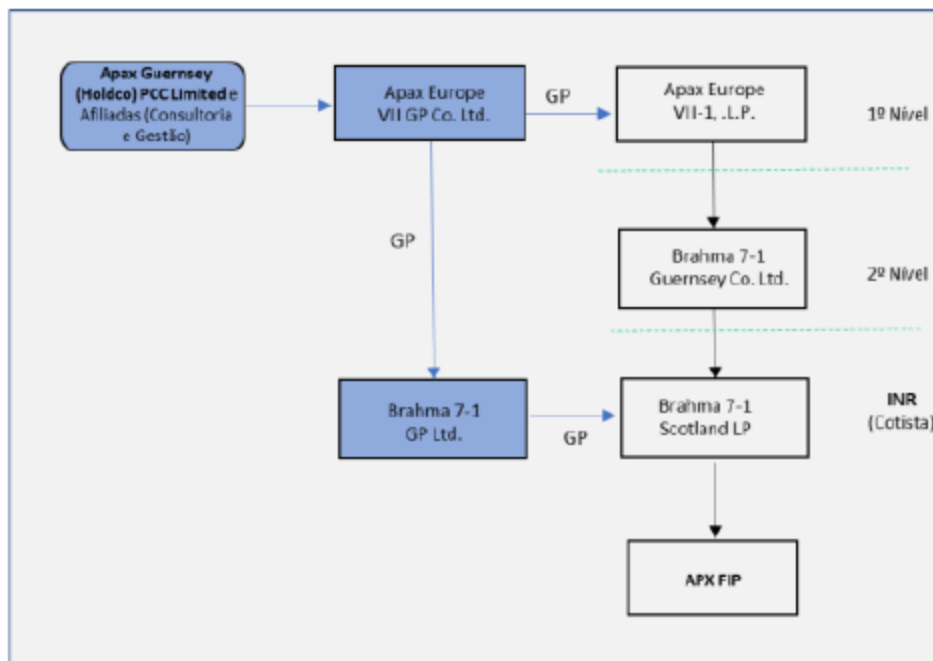 Apax Guernsey
(Holdco) PCC Limited e
Afiliadas (Consultoria
e Gestão)
Apax Europe
VII GP Co. Ltd.
GP
Apax Europe
VII-1, .L.P.
1º Nível
GP
Brahma 7-1
Guernsey Co. Ltd.
2º Nível
Brahma 7-1
GP Ltd.
GP
Brahma 7-1
Scotland LP
INR
(Cotista)
APX FIP